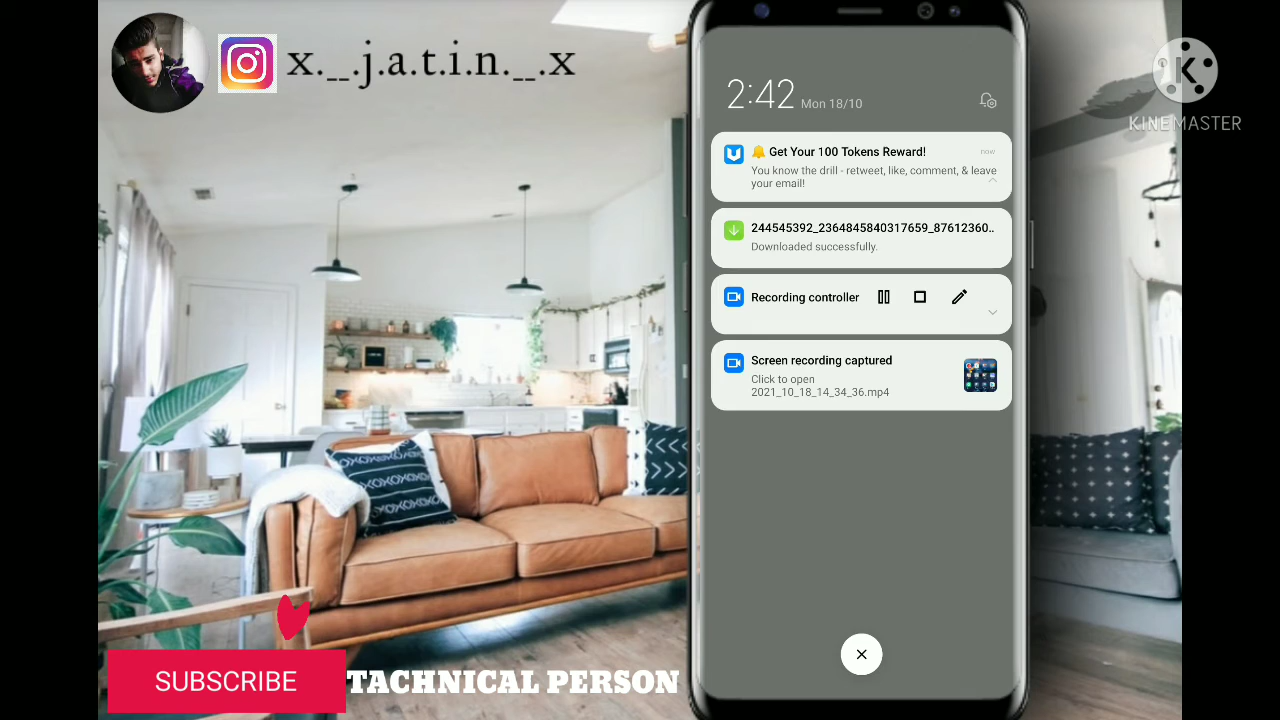 x.__.j.a.t.i.n.__.x
KINEMASTER
2:42 Mon 18/10
🔔 Get Your 100 Tokens Reward! now
You know the drill - retweet, like, comment, & leave
your email!
244545392_2364845840317659_87612360..
Downloaded successfully.
Recording controller
Screen recording captured
Click to open
2021_10_18_14_34_36.mp4
SUBSCRIBE
TACHNICAL PERSON